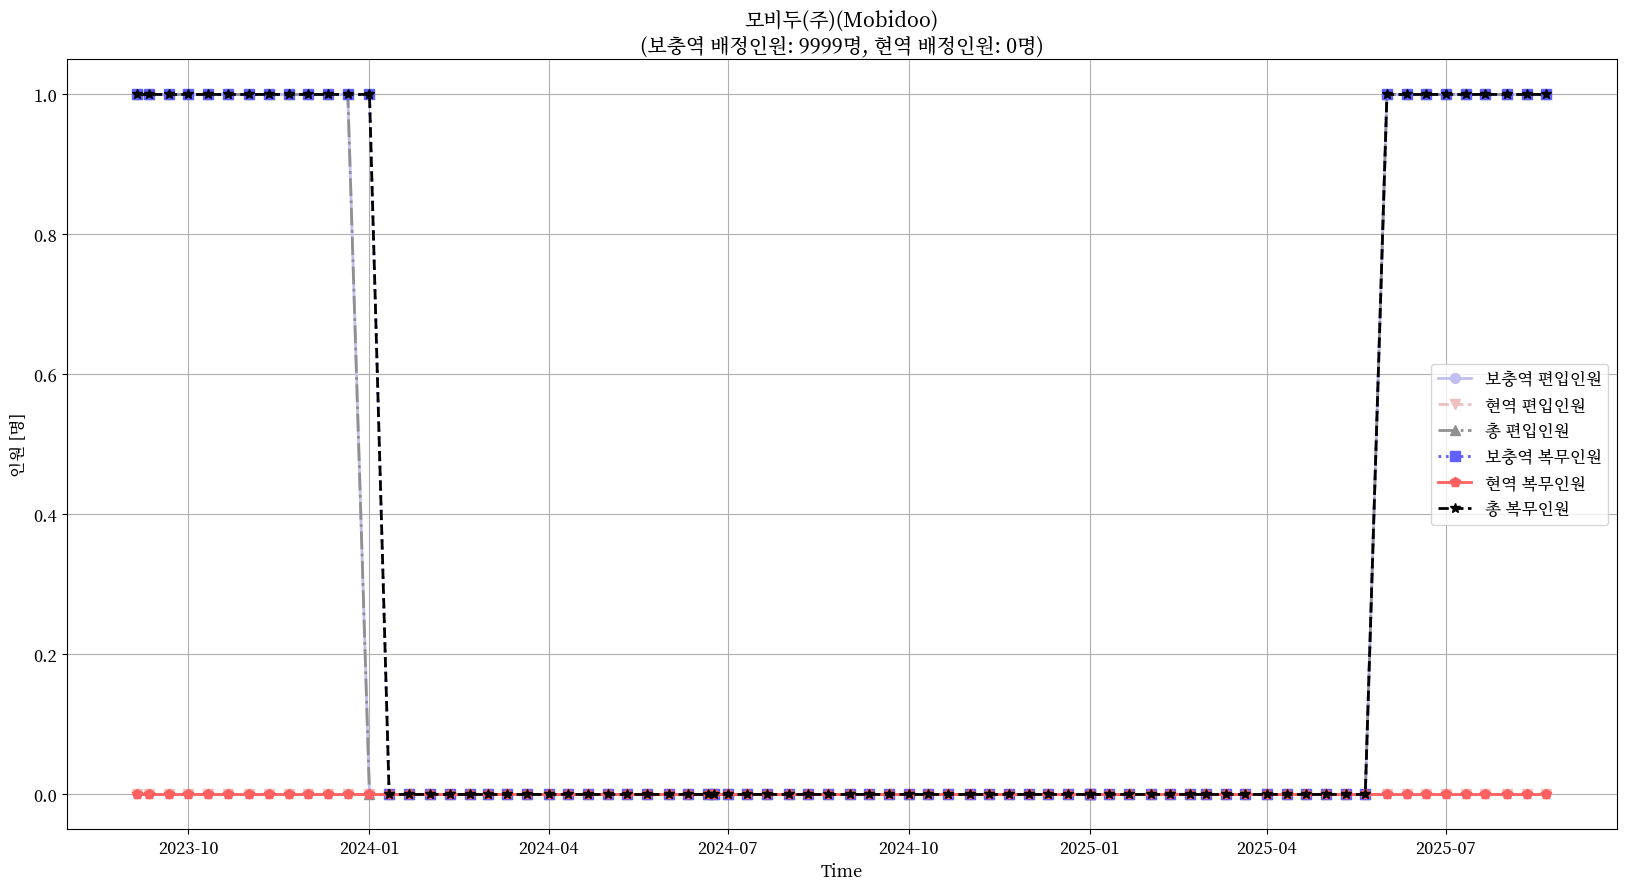 모비두(주)(Mobidoo)
(보충역 배정인원: 9999명, 현역 배정인원: 0명)
인원 [명]
1.0
0.8
0.6
0.4
0.2
0.0
보충역 편입인원
현역 편입인원
총 편입인원
보충역 복무인원
현역 복무인원
총 복무인원
2023-10
2024-01
2024-04
2024-07
2024-10
2025-01
2025-04
2025-07
Time